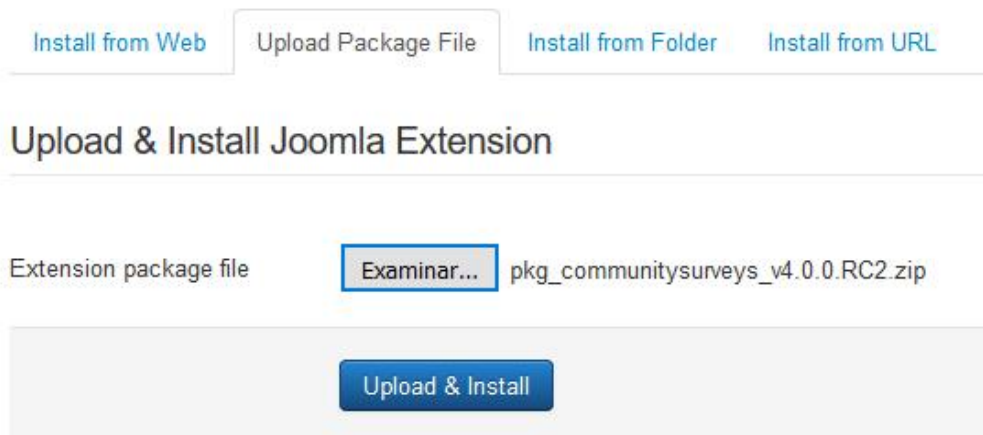 Install from Web Upload Package File Install from Folder Install from URL
Upload & Install Joomla Extension
Extension package file Examinar... pkg_communitysurveys_v4.0.0.RC2.zip
Upload & Install